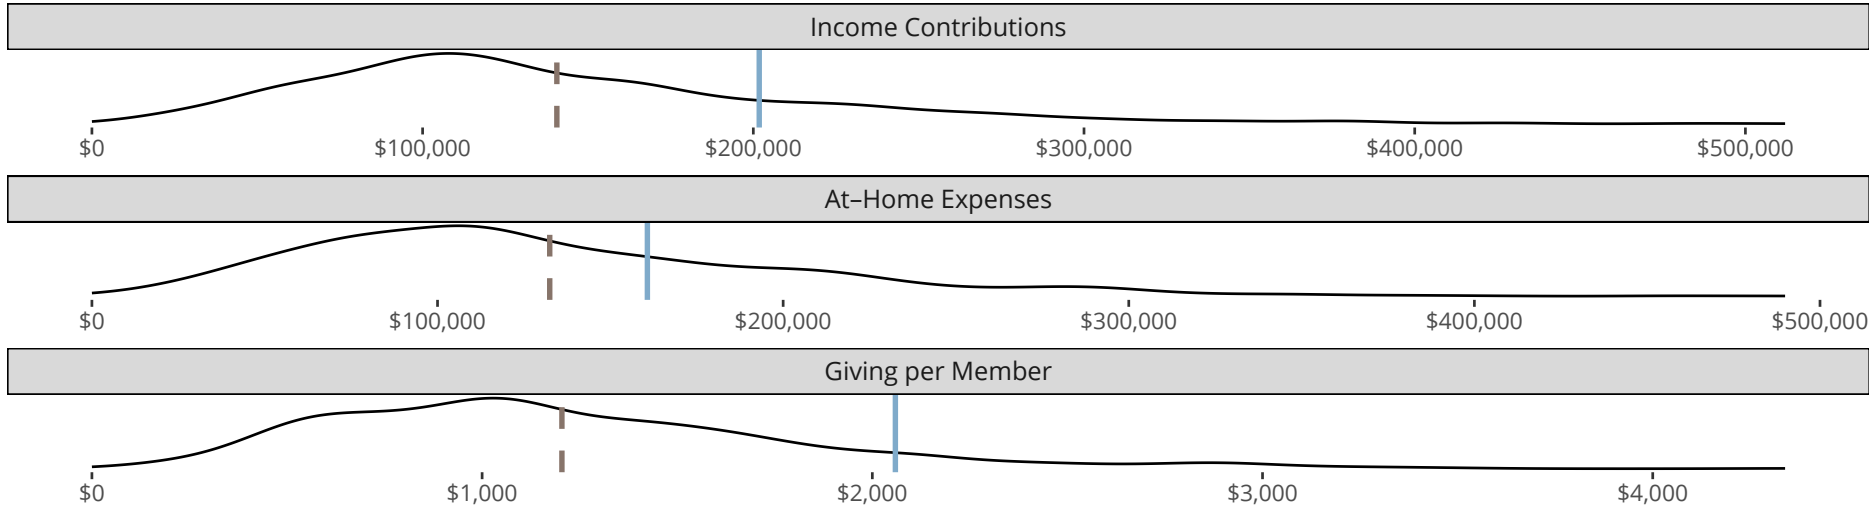 Income Contributions
$0 $100,000 $200,000 $300,000 $400,000 $500,000
At–Home Expenses
$0 $100,000 $200,000 $300,000 $400,000 $500,000
Giving per Member
$0 $1,000 $2,000 $3,000 $4,000